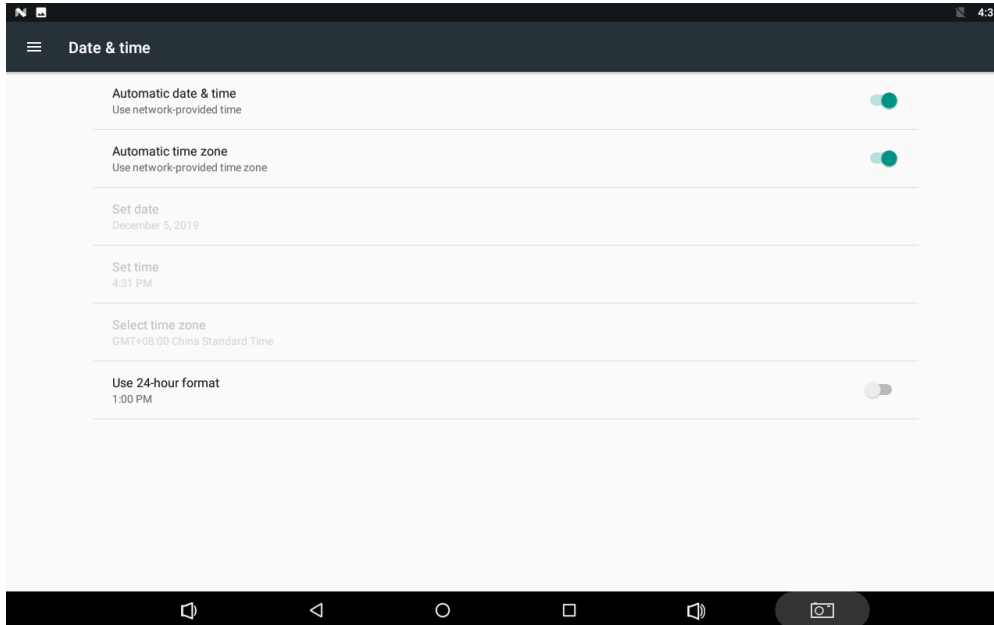 4:3
Date & time
Automatic date & time
Use network-provided time
Automatic time zone
Use network-provided time zone
Set date
December 5, 2019
Set time
4:31 PM
Select time zone
GMT+08:00 China Standard Time
Use 24-hour format
1:00 PM